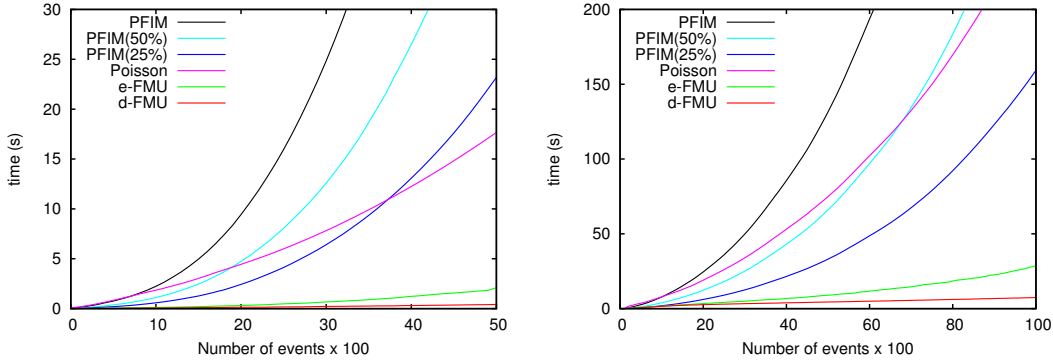 30
25
20
15
10
5
0
time (s)
PFIM
PFIM(50%)
PFIM(25%)
Poisson
e-FMU
d-FMU
0 10 20 30 40 50
Number of events x 100
200
150
100
50
0
time (s)
PFIM
PFIM(50%)
PFIM(25%)
Poisson
e-FMU
d-FMU
0 20 40 60 80 100
Number of events x 100